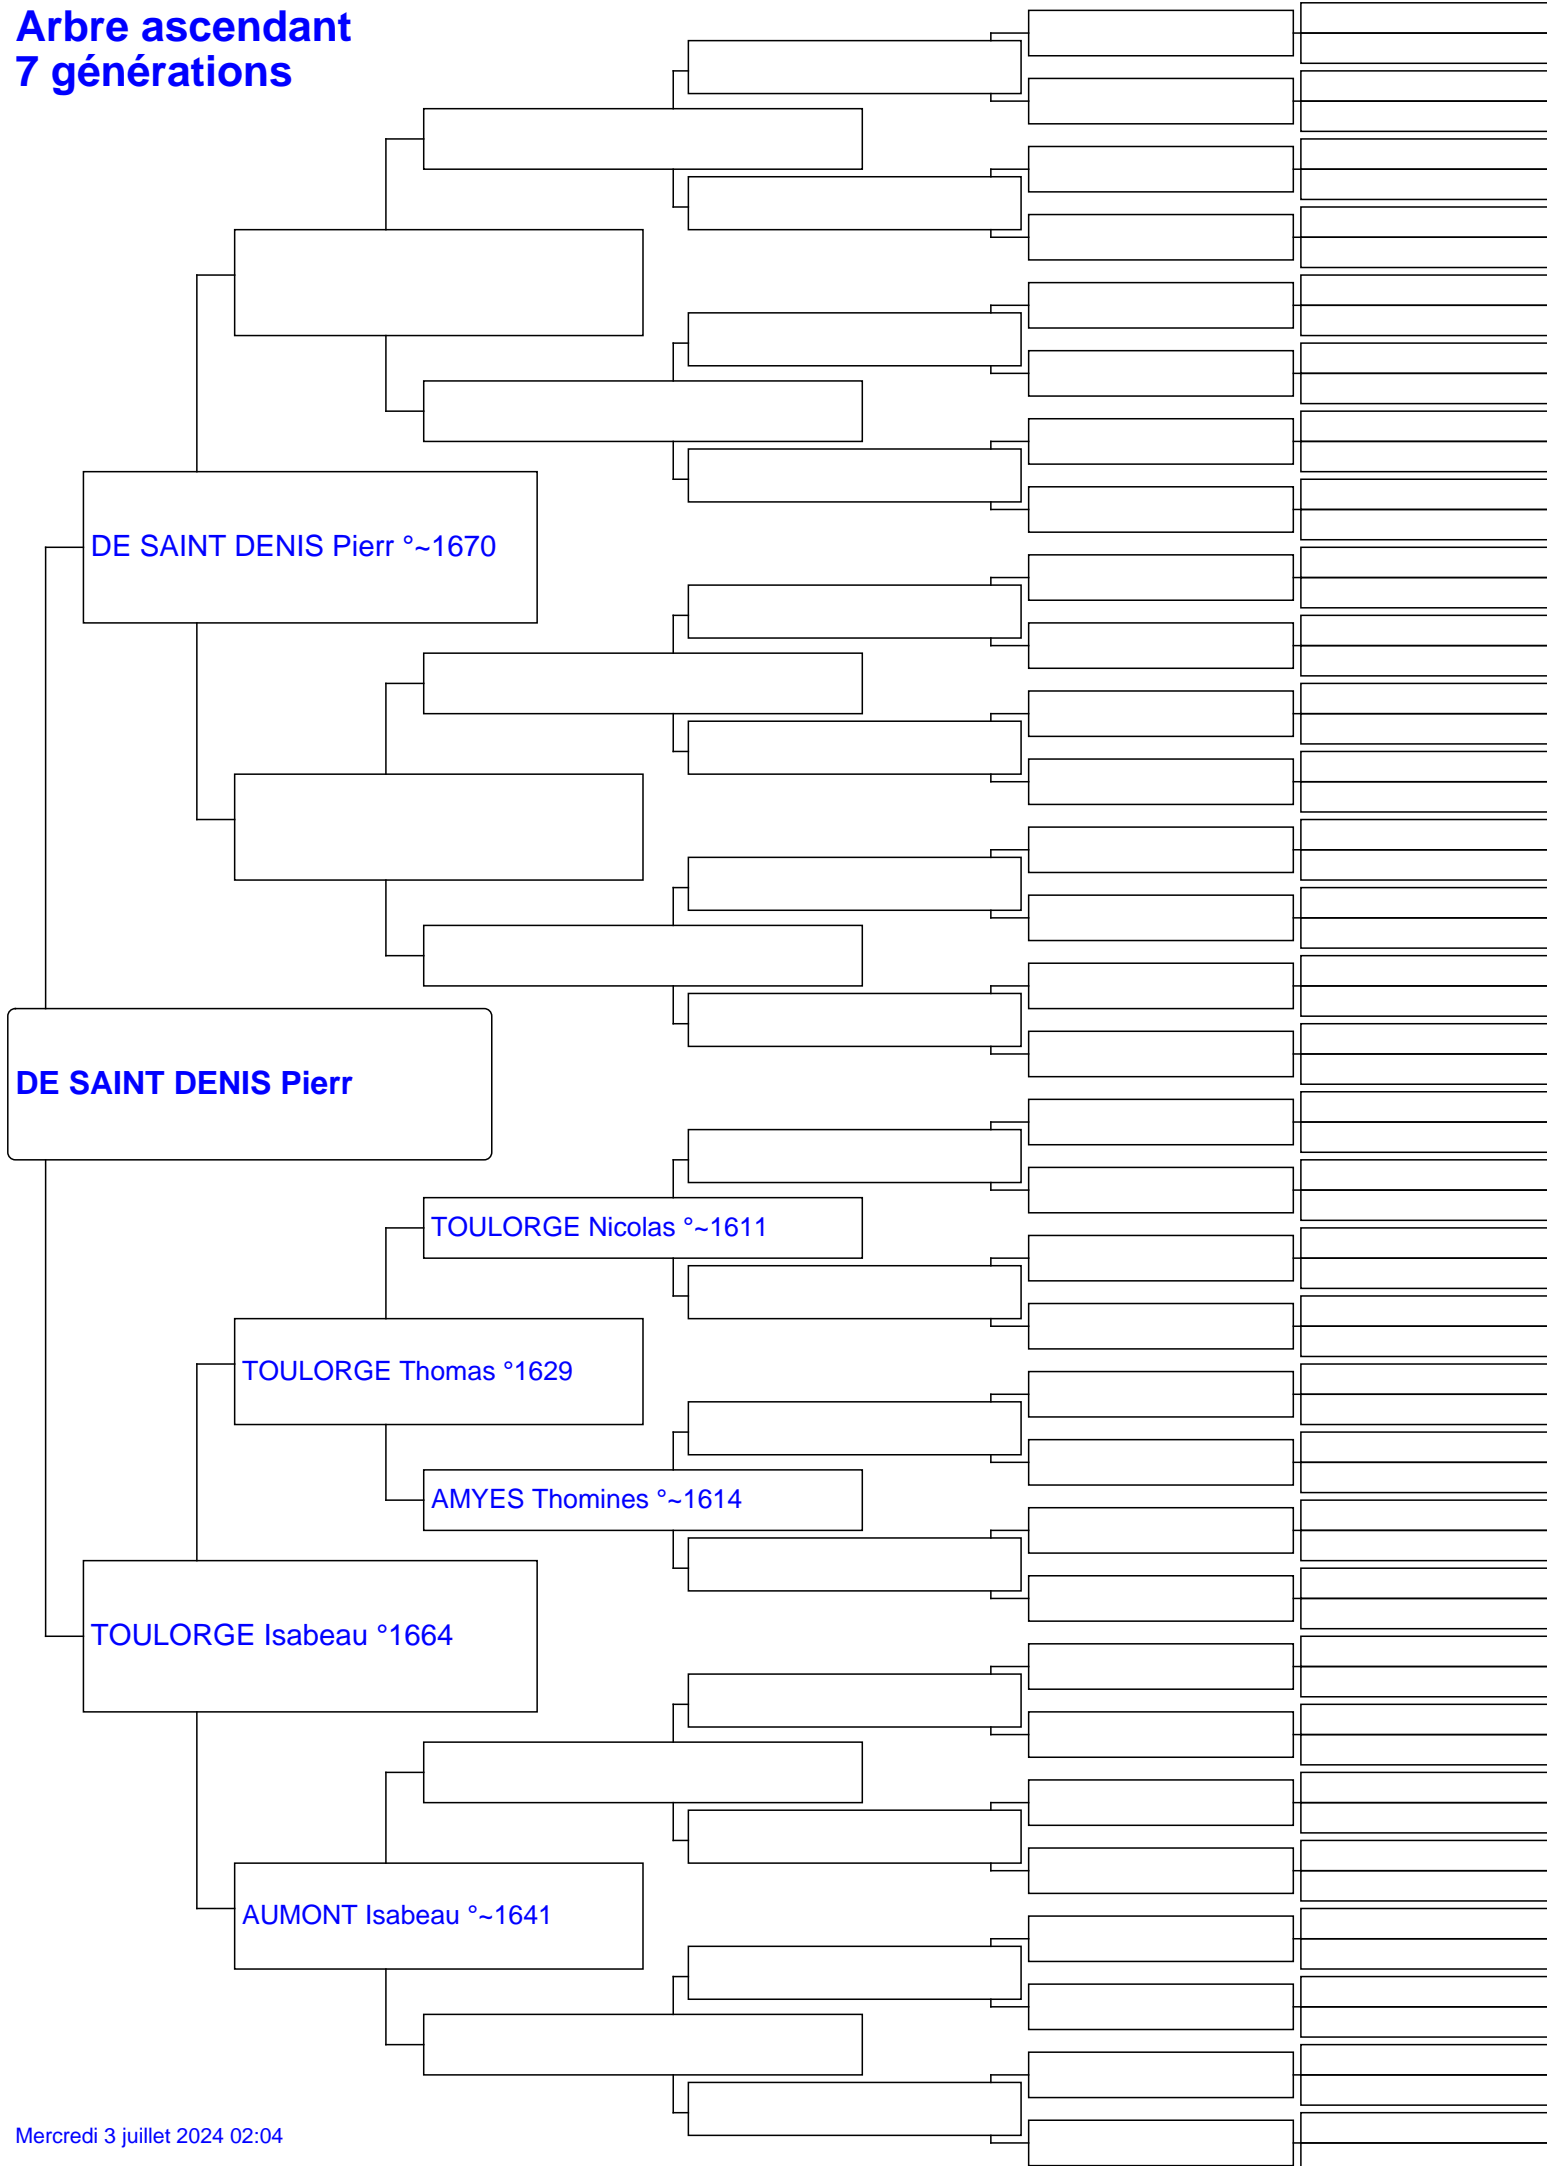 Arbre ascendant
7 générations
DE SAINT DENIS Pierr °~1670
DE SAINT DENIS Pierr
TOULORGE Nicolas °~1611
TOULORGE Thomas °1629
AMYES Thomines °~1614
TOULORGE Isabeau °1664
AUMONT Isabeau °~1641
Mercredi 3 juillet 2024 02:04